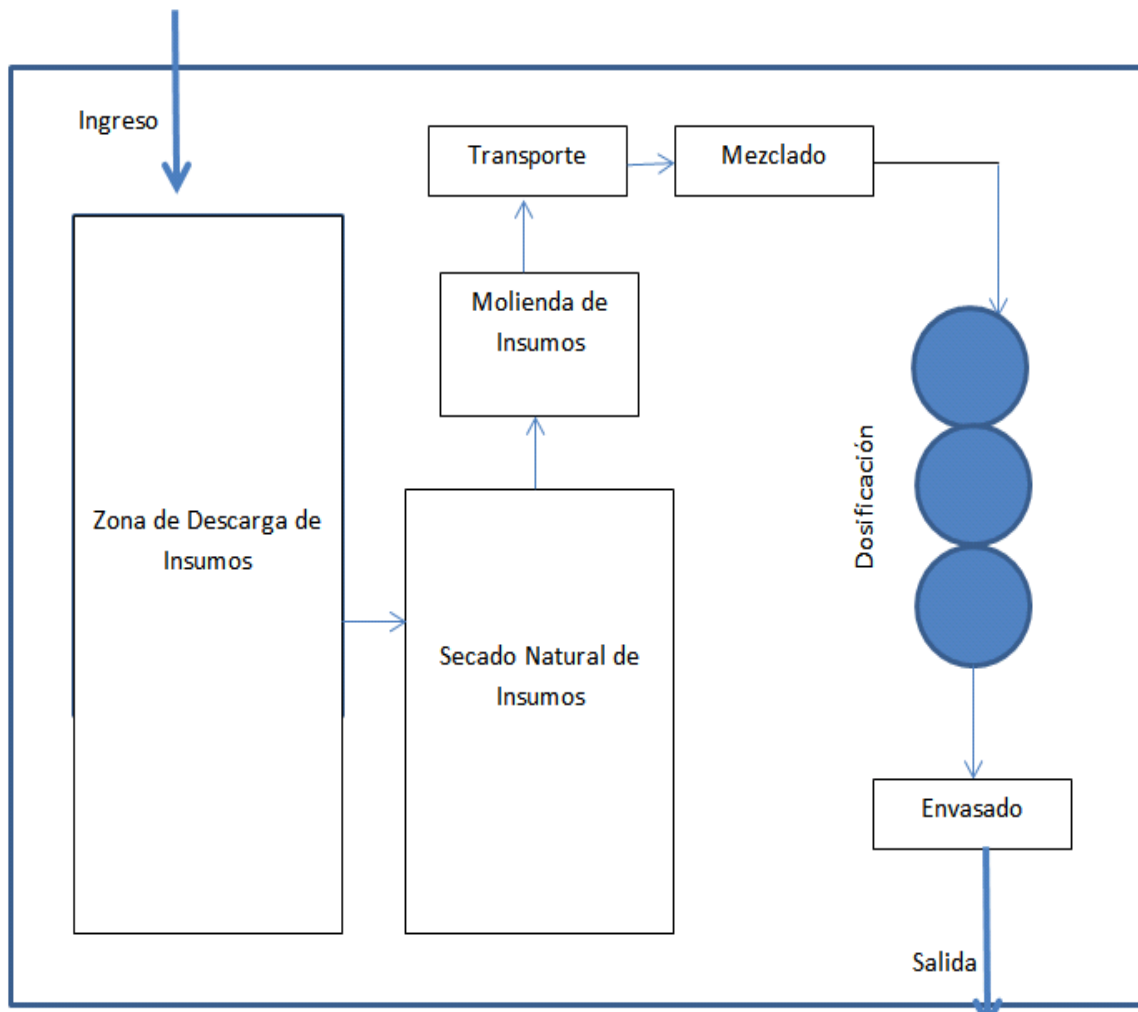 Ingreso
Zona de Descarga de
Insumos
Secado Natural de
Insumos
Molienda de
Insumos
Transporte
Mezclado
Dosificación
Envasado
Salida